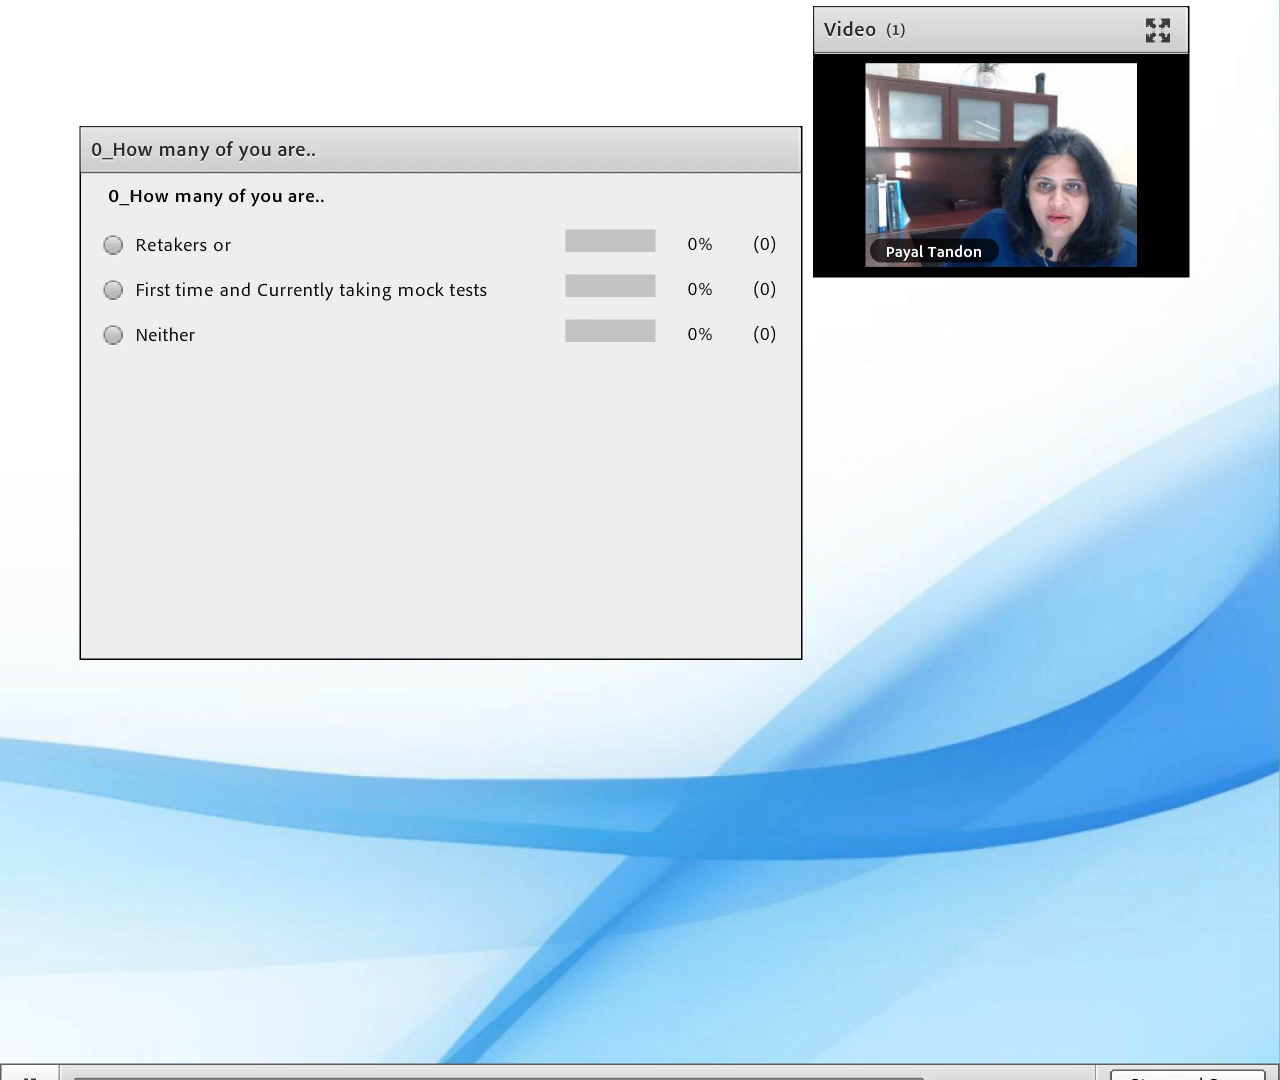 Video (1)
Payal Tandon
0_How many of you are..
0_How many of you are..
Retakers or 0% (0)
First time and Currently taking mock tests 0% (0)
Neither 0% (0)